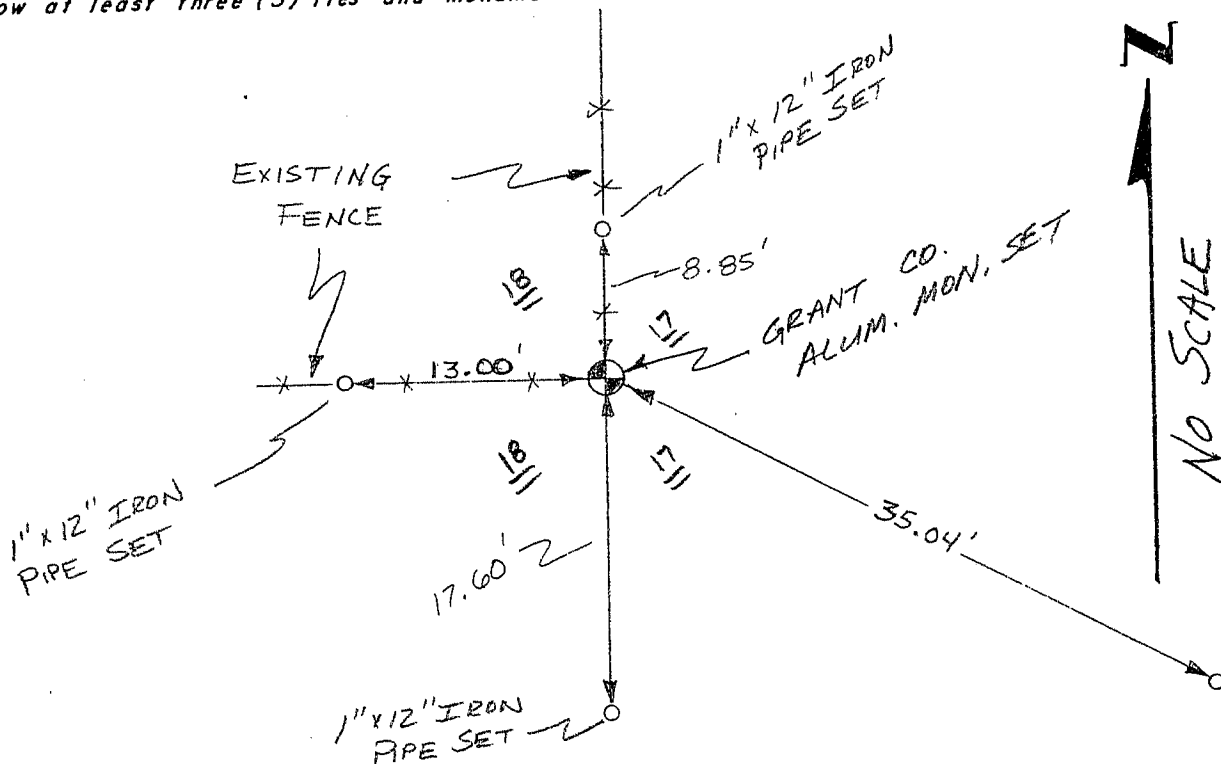 ow at least three (3) ties and
N
1" x 12" IRON
PIPE SET
EXISTING
FENCE
8.85'
18
17
GRANT CO.
ALUM. MON. SET
13.00'
NO SCALE
18
17
1" x 12" IRON
PIPE SET
35.04'
17.60'
1" x 12" IRON
PIPE SET